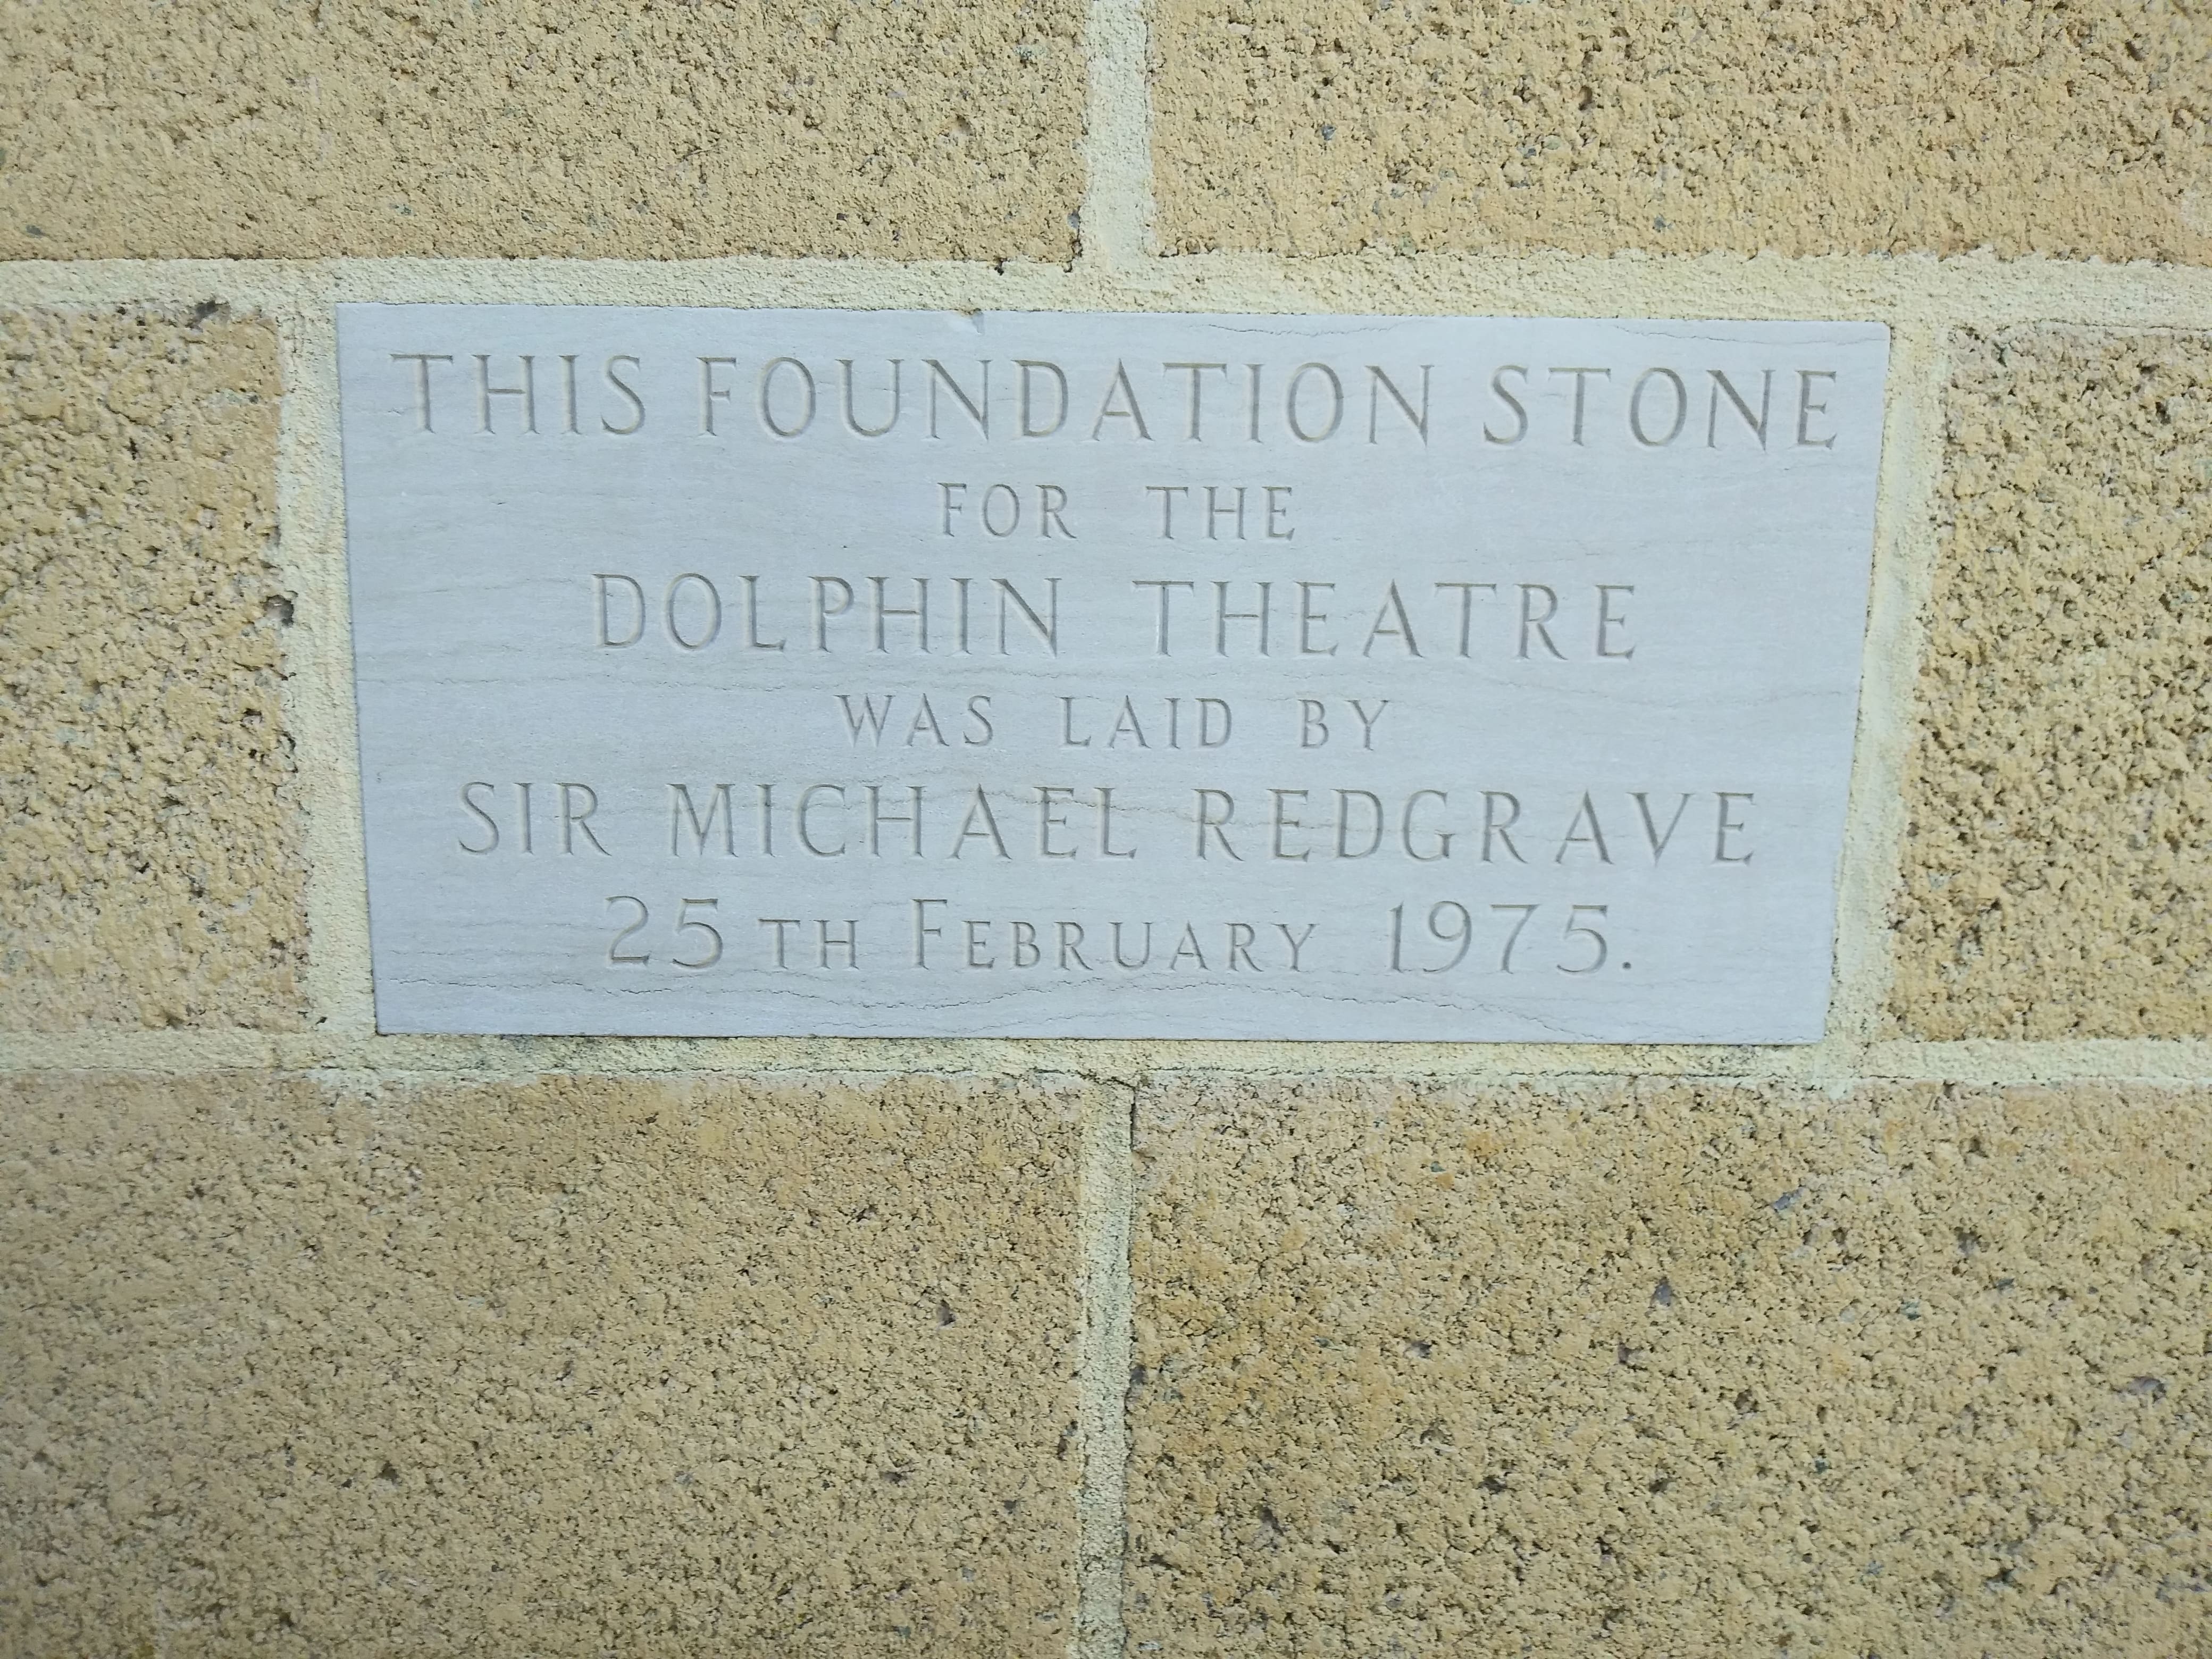 THIS FOUNDATION STONE
FOR THE
DOLPHIN THEATRE
WAS LAID BY
SIR MICHAEL REDGRAVE
25TH FEBRUARY 1975.